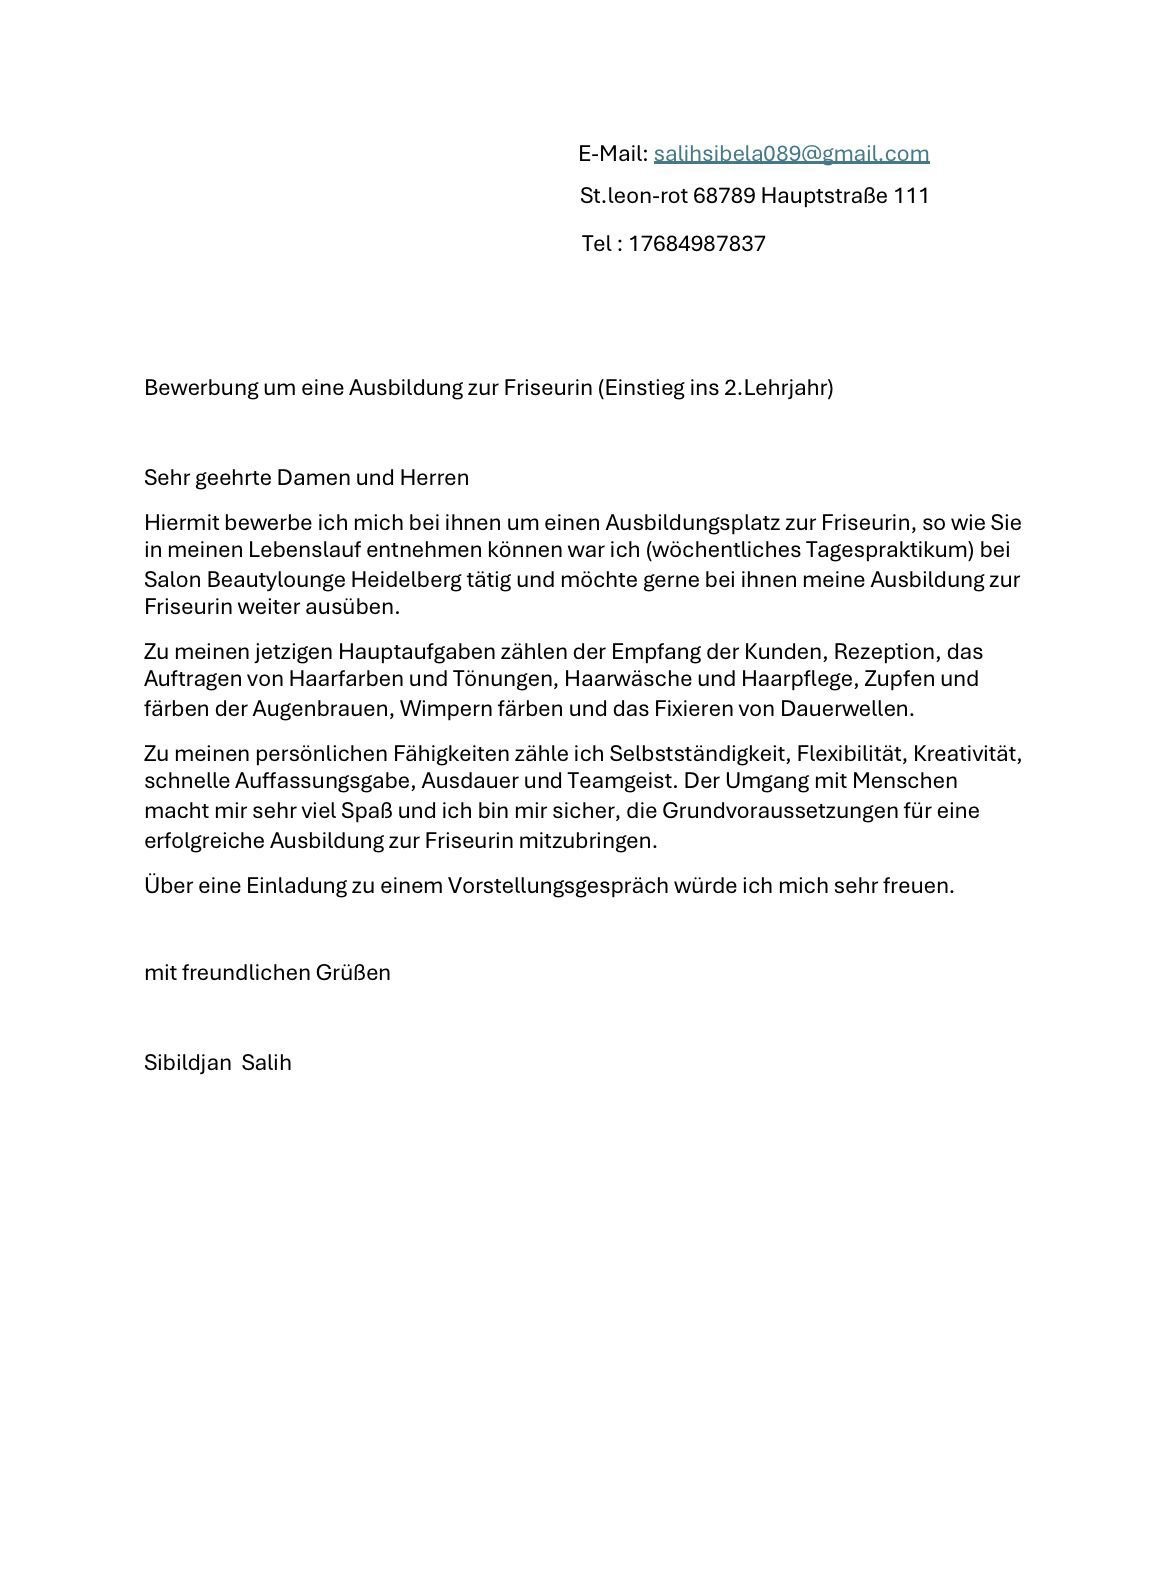 E-Mail: salihsibela089@gmail.com
St.leon-rot 68789 Hauptstraße 111
Tel : 17684987837
Bewerbung um eine Ausbildung zur Friseurin (Einstieg ins 2.Lehrjahr)
Sehr geehrte Damen und Herren
Hiermit bewerbe ich mich bei ihnen um einen Ausbildungsplatz zur Friseurin, so wie Sie
in meinen Lebenslauf entnehmen können war ich (wöchentliches Tagespraktikum) bei
Salon Beautylounge Heidelberg tätig und möchte gerne bei ihnen meine Ausbildung zur
Friseurin weiter ausüben.
Zu meinen jetzigen Hauptaufgaben zählen der Empfang der Kunden, Rezeption, das
Auftragen von Haarfarben und Tönungen, Haarwäsche und Haarpflege, Zupfen und
färben der Augenbrauen, Wimpern färben und das Fixieren von Dauerwellen.
Zu meinen persönlichen Fähigkeiten zähle ich Selbstständigkeit, Flexibilität, Kreativität,
schnelle Auffassungsgabe, Ausdauer und Teamgeist. Der Umgang mit Menschen
macht mir sehr viel Spaß und ich bin mir sicher, die Grundvoraussetzungen für eine
erfolgreiche Ausbildung zur Friseurin mitzubringen.
Über eine Einladung zu einem Vorstellungsgespräch würde ich mich sehr freuen.
mit freundlichen Grüßen
Sibildjan  Salih